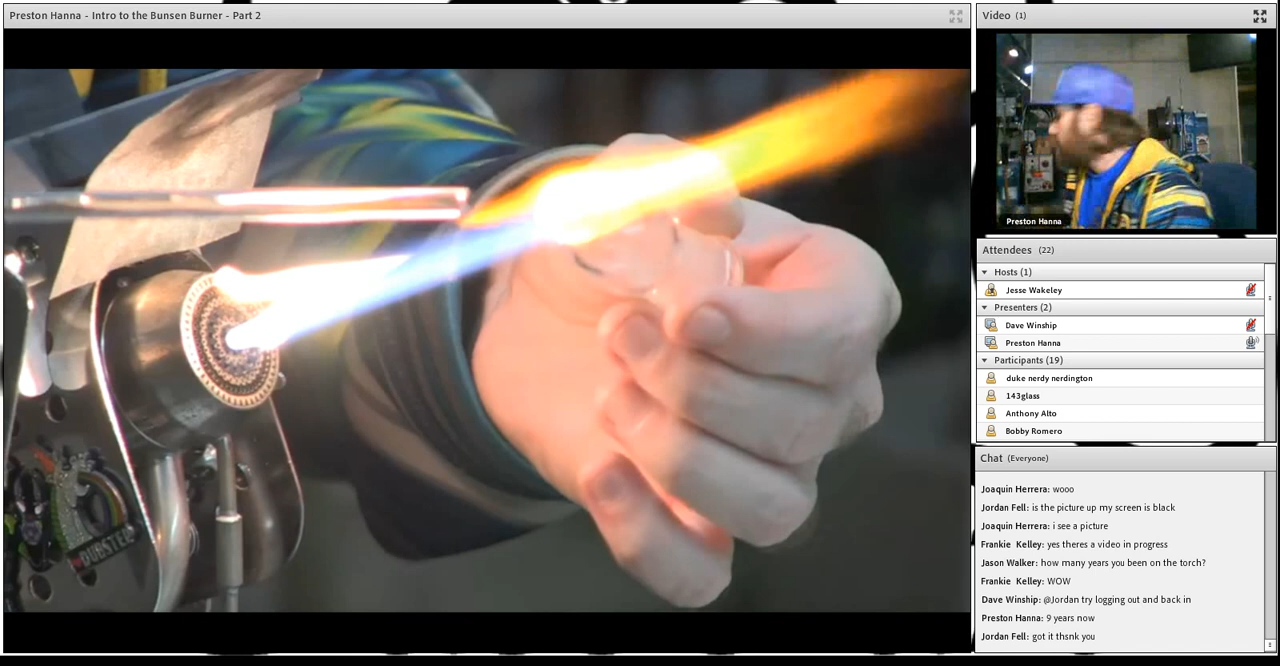 Preston Hanna - Intro to the Bunsen Burner - Part 2
DUBSTEP
Video (1)
Preston Hanna
Attendees (22)
Hosts (1)
Jesse Wakeley
Presenters (2)
Dave Winship
Preston Hanna
Participants (19)
duke nerdy nerdington
143glass
Anthony Alto
Bobby Romero
Chat (Everyone)
Joaquin Herrera: wooo
Jordan Fell: is the picture up my screen is black
Joaquin Herrera: i see a picture
Frankie Kelley: yes theres a video in progress
Jason Walker: how many years you been on the torch?
Frankie Kelley: WOW
Dave Winship: @Jordan try logging out and back in
Preston Hanna: 9 years now
Jordan Fell: got it thsnk you